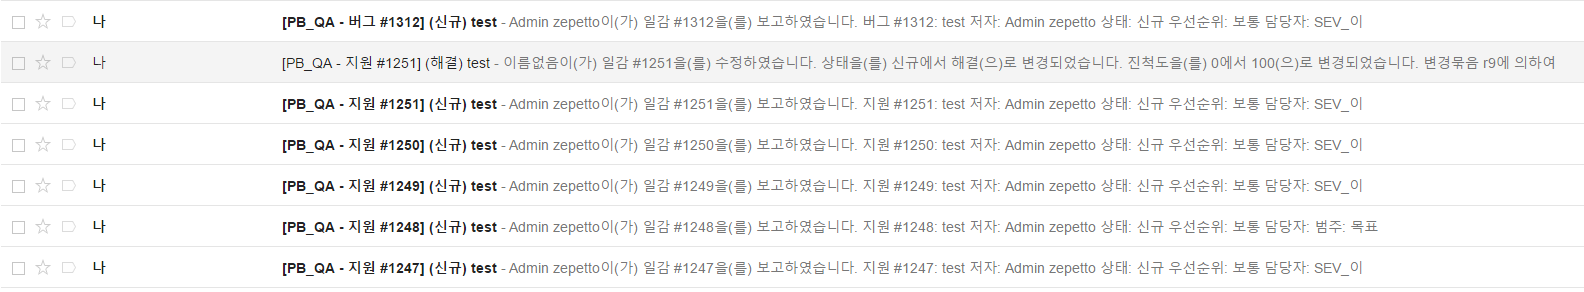 나 [PB_QA - 버그 #1312] (신규) test - Admin zepetto이(가) 일감 #1312을(를) 보고하였습니다. 버그 #1312: test 저자: Admin zepetto 상태: 신규 우선순위: 보통 담당자: SEV_이
나 [PB_QA - 지원 #1251] (해결) test - 이름없음이(가) 일감 #1251을(를) 수정하였습니다. 상태을(를) 신규에서 해결(으)로 변경되었습니다. 진척도을(를) 0에서 100(으)로 변경되었습니다. 변경묶음 r9에 의하여
나 [PB_QA - 지원 #1251] (신규) test - Admin zepetto이(가) 일감 #1251을(를) 보고하였습니다. 지원 #1251: test 저자: Admin zepetto 상태: 신규 우선순위: 보통 담당자: SEV_이
나 [PB_QA - 지원 #1250] (신규) test - Admin zepetto이(가) 일감 #1250을(를) 보고하였습니다. 지원 #1250: test 저자: Admin zepetto 상태: 신규 우선순위: 보통 담당자: SEV_이
나 [PB_QA - 지원 #1249] (신규) test - Admin zepetto이(가) 일감 #1249을(를) 보고하였습니다. 지원 #1249: test 저자: Admin zepetto 상태: 신규 우선순위: 보통 담당자: SEV_이
나 [PB_QA - 지원 #1248] (신규) test - Admin zepetto이(가) 일감 #1248을(를) 보고하였습니다. 지원 #1248: test 저자: Admin zepetto 상태: 신규 우선순위: 보통 담당자: 범주: 목표
나 [PB_QA - 지원 #1247] (신규) test - Admin zepetto이(가) 일감 #1247을(를) 보고하였습니다. 지원 #1247: test 저자: Admin zepetto 상태: 신규 우선순위: 보통 담당자: SEV_이